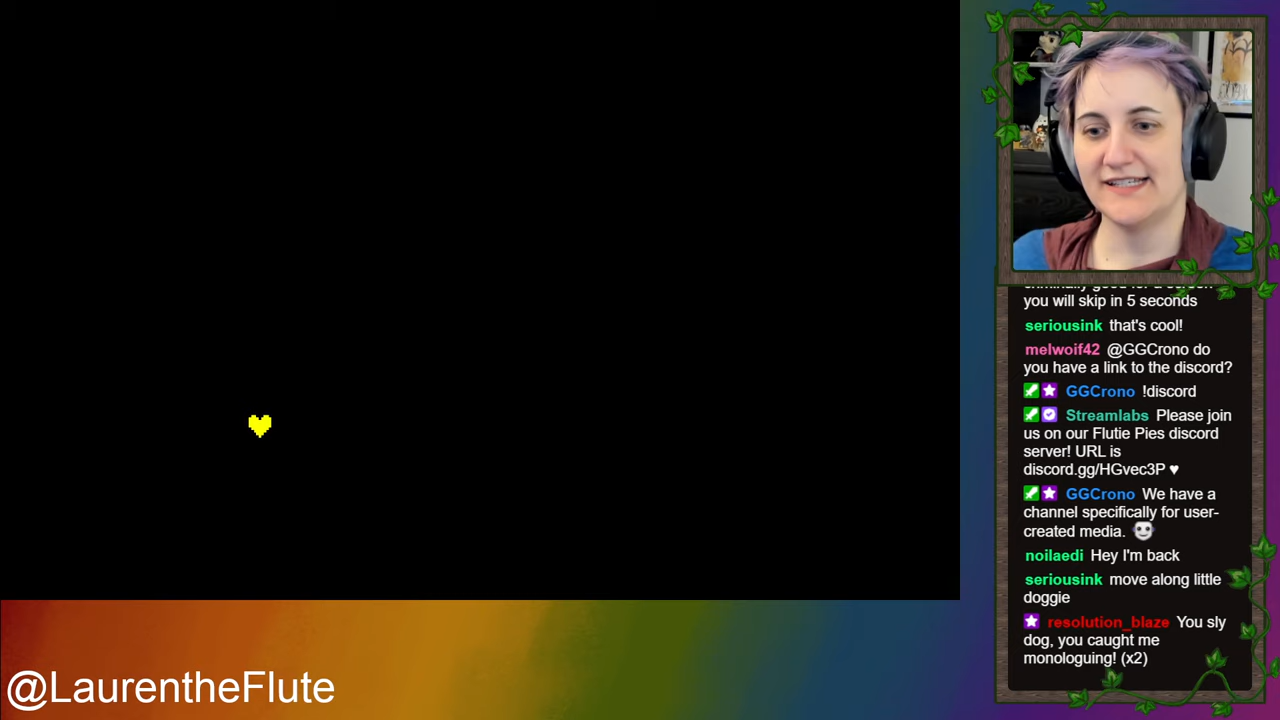 you will skip in 5 seconds
seriousink that's cool!
melwoif42 @GGCrono do
you have a link to the discord?
GGCrono !discord
Streamlabs Please join
us on our Flutie Pies discord
server! URL is
discord.gg/HGvec3P ♥
GGCrono We have a
channel specifically for user-
created media.
noilaedi Hey I'm back
seriousink move along little
doggie
resolution_blaze You sly
dog, you caught me
monologuing! (x2)
@LaurentheFlute